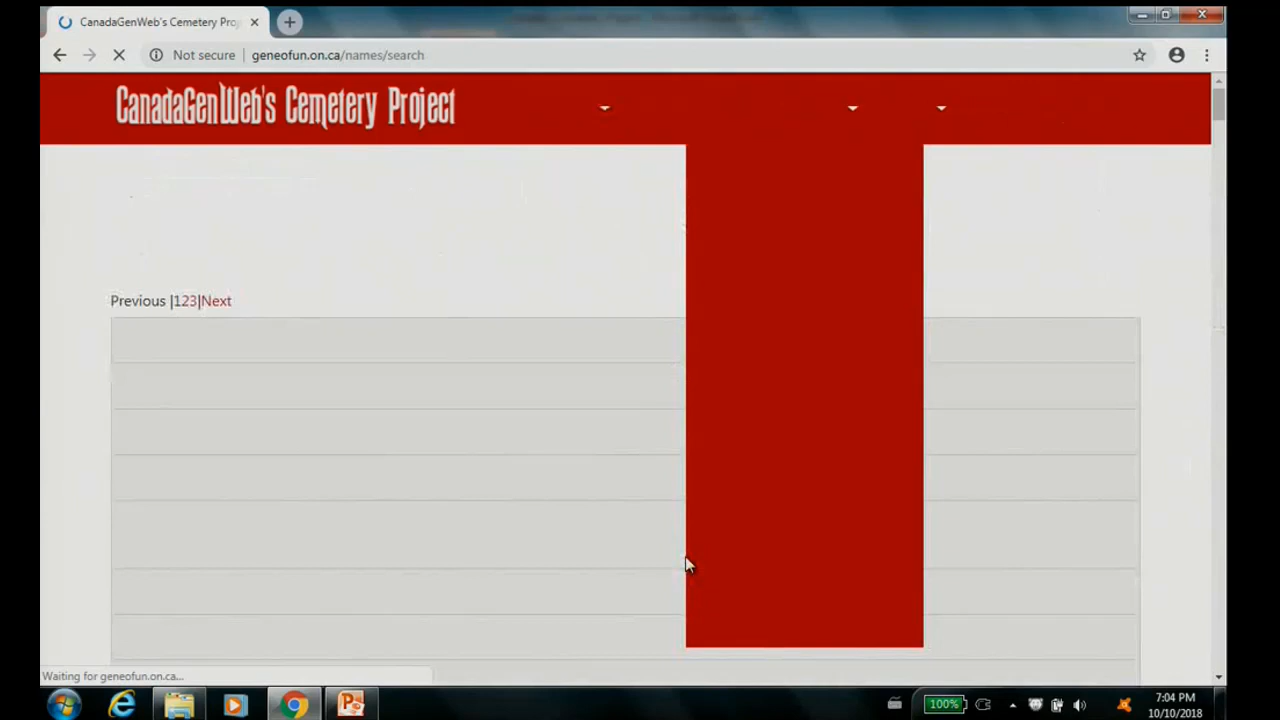 CanadaGenWeb's Cemetery Proj
Not secure | geneofun.on.ca/names/search
CanadaGenWeb's Cemetery Project
Previous |123|Next
Waiting for geneofun.on.ca...
100%
7:04 PM
10/10/2018